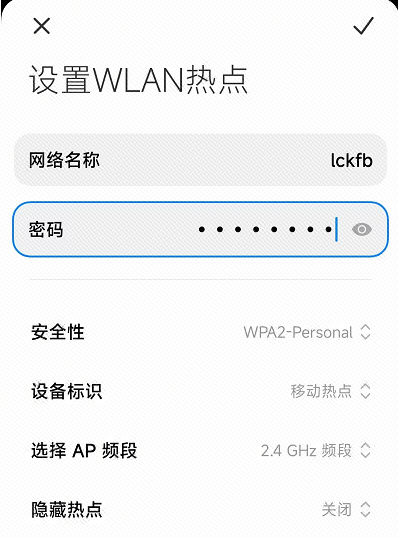 设置WLAN热点
网络名称 lckfb
密码 ••••••••
安全性 WPA2-Personal
设备标识 移动热点
选择 AP 频段 2.4 GHz 频段
隐藏热点 关闭